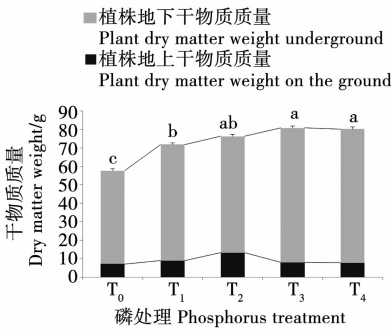 植株地下干物质质量
Plant dry matter weight underground
植株地上干物质质量
Plant dry matter weight on the ground
干物质质量
Dry matter weight/g
90
80
70
60
50
40
30
20
10
0
c
b
ab
a
a
T0 T1 T2 T3 T4
磷处理 Phosphorus treatment